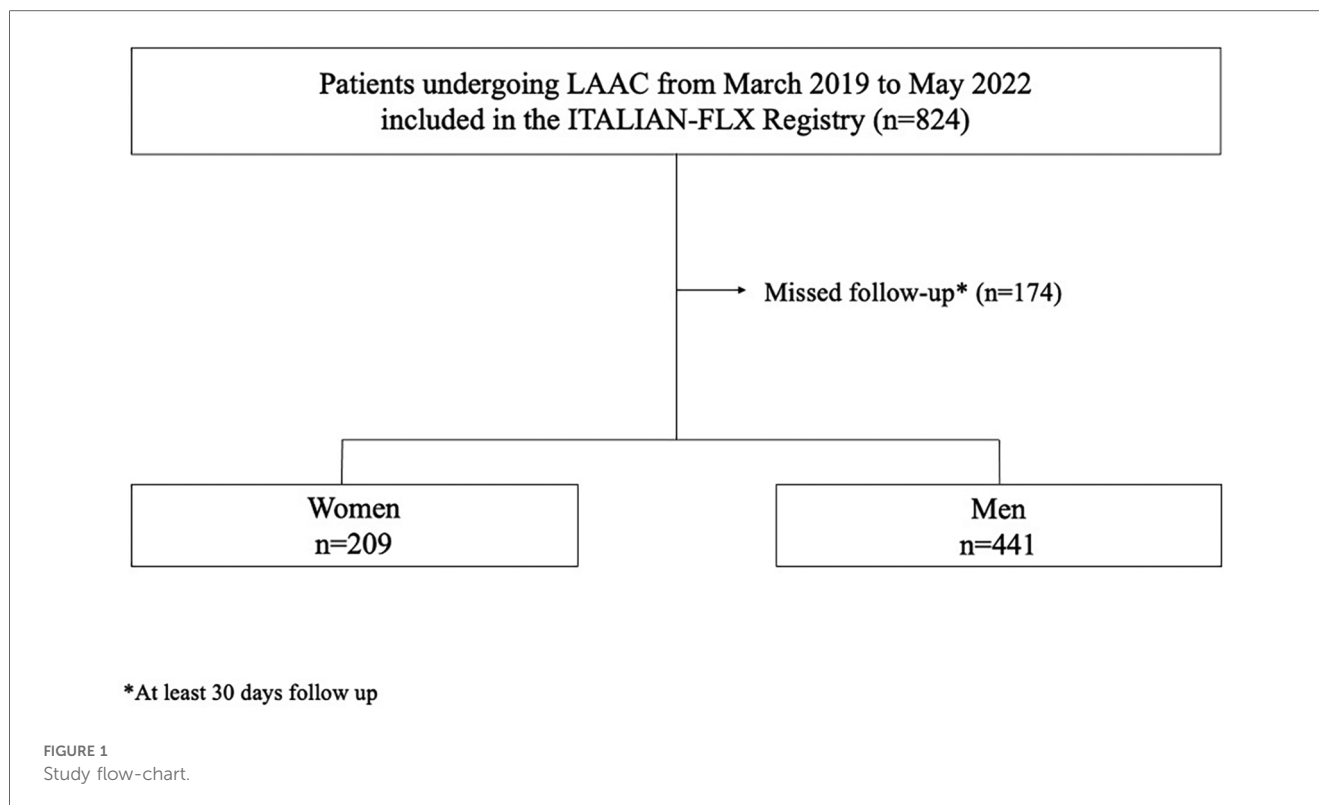 Patients undergoing LAAC from March 2019 to May 2022
included in the ITALIAN-FLX Registry (n=824)
Missed follow-up* (n=174)
Women
n=209
Men
n=441
*At least 30 days follow up
FIGURE 1
Study flow-chart.